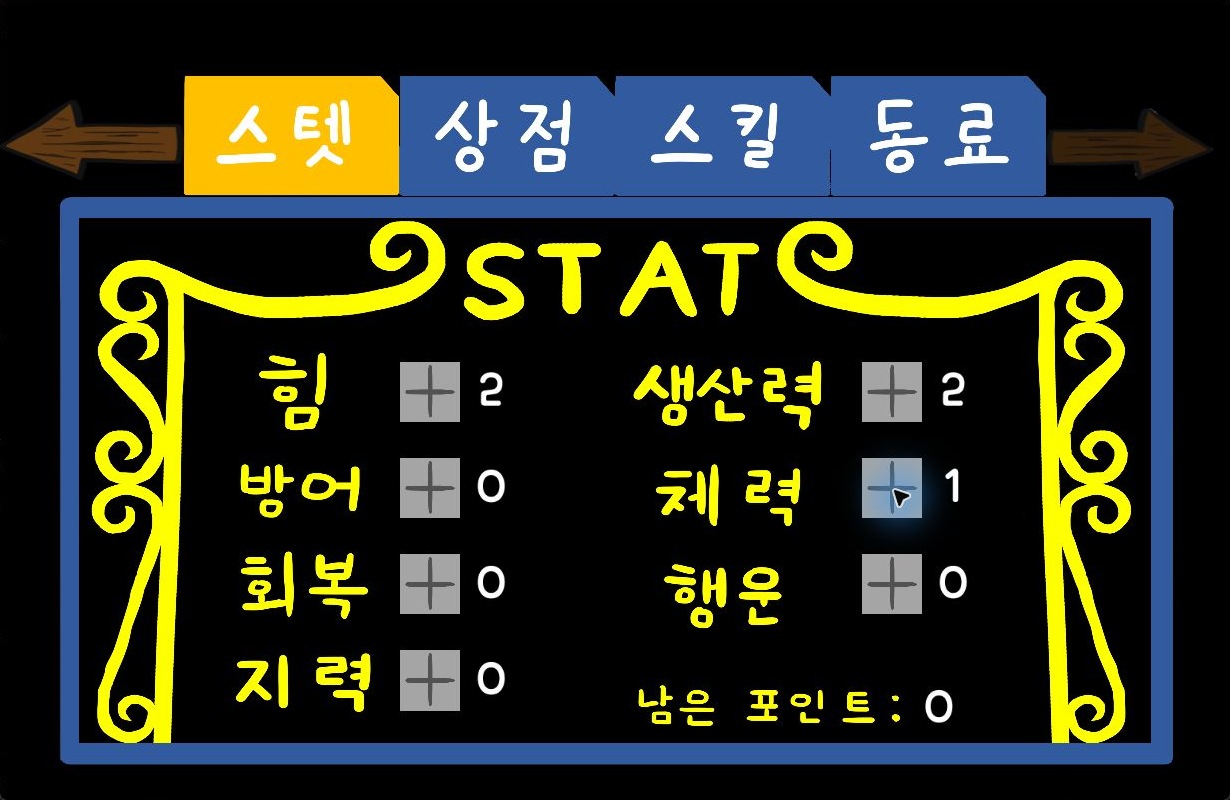 스텟 상점 스킬 동료
STAT
힘 2 생산력 2
방어 0 체력 1
회복 0 행운 0
지력 0
남은 포인트: 0